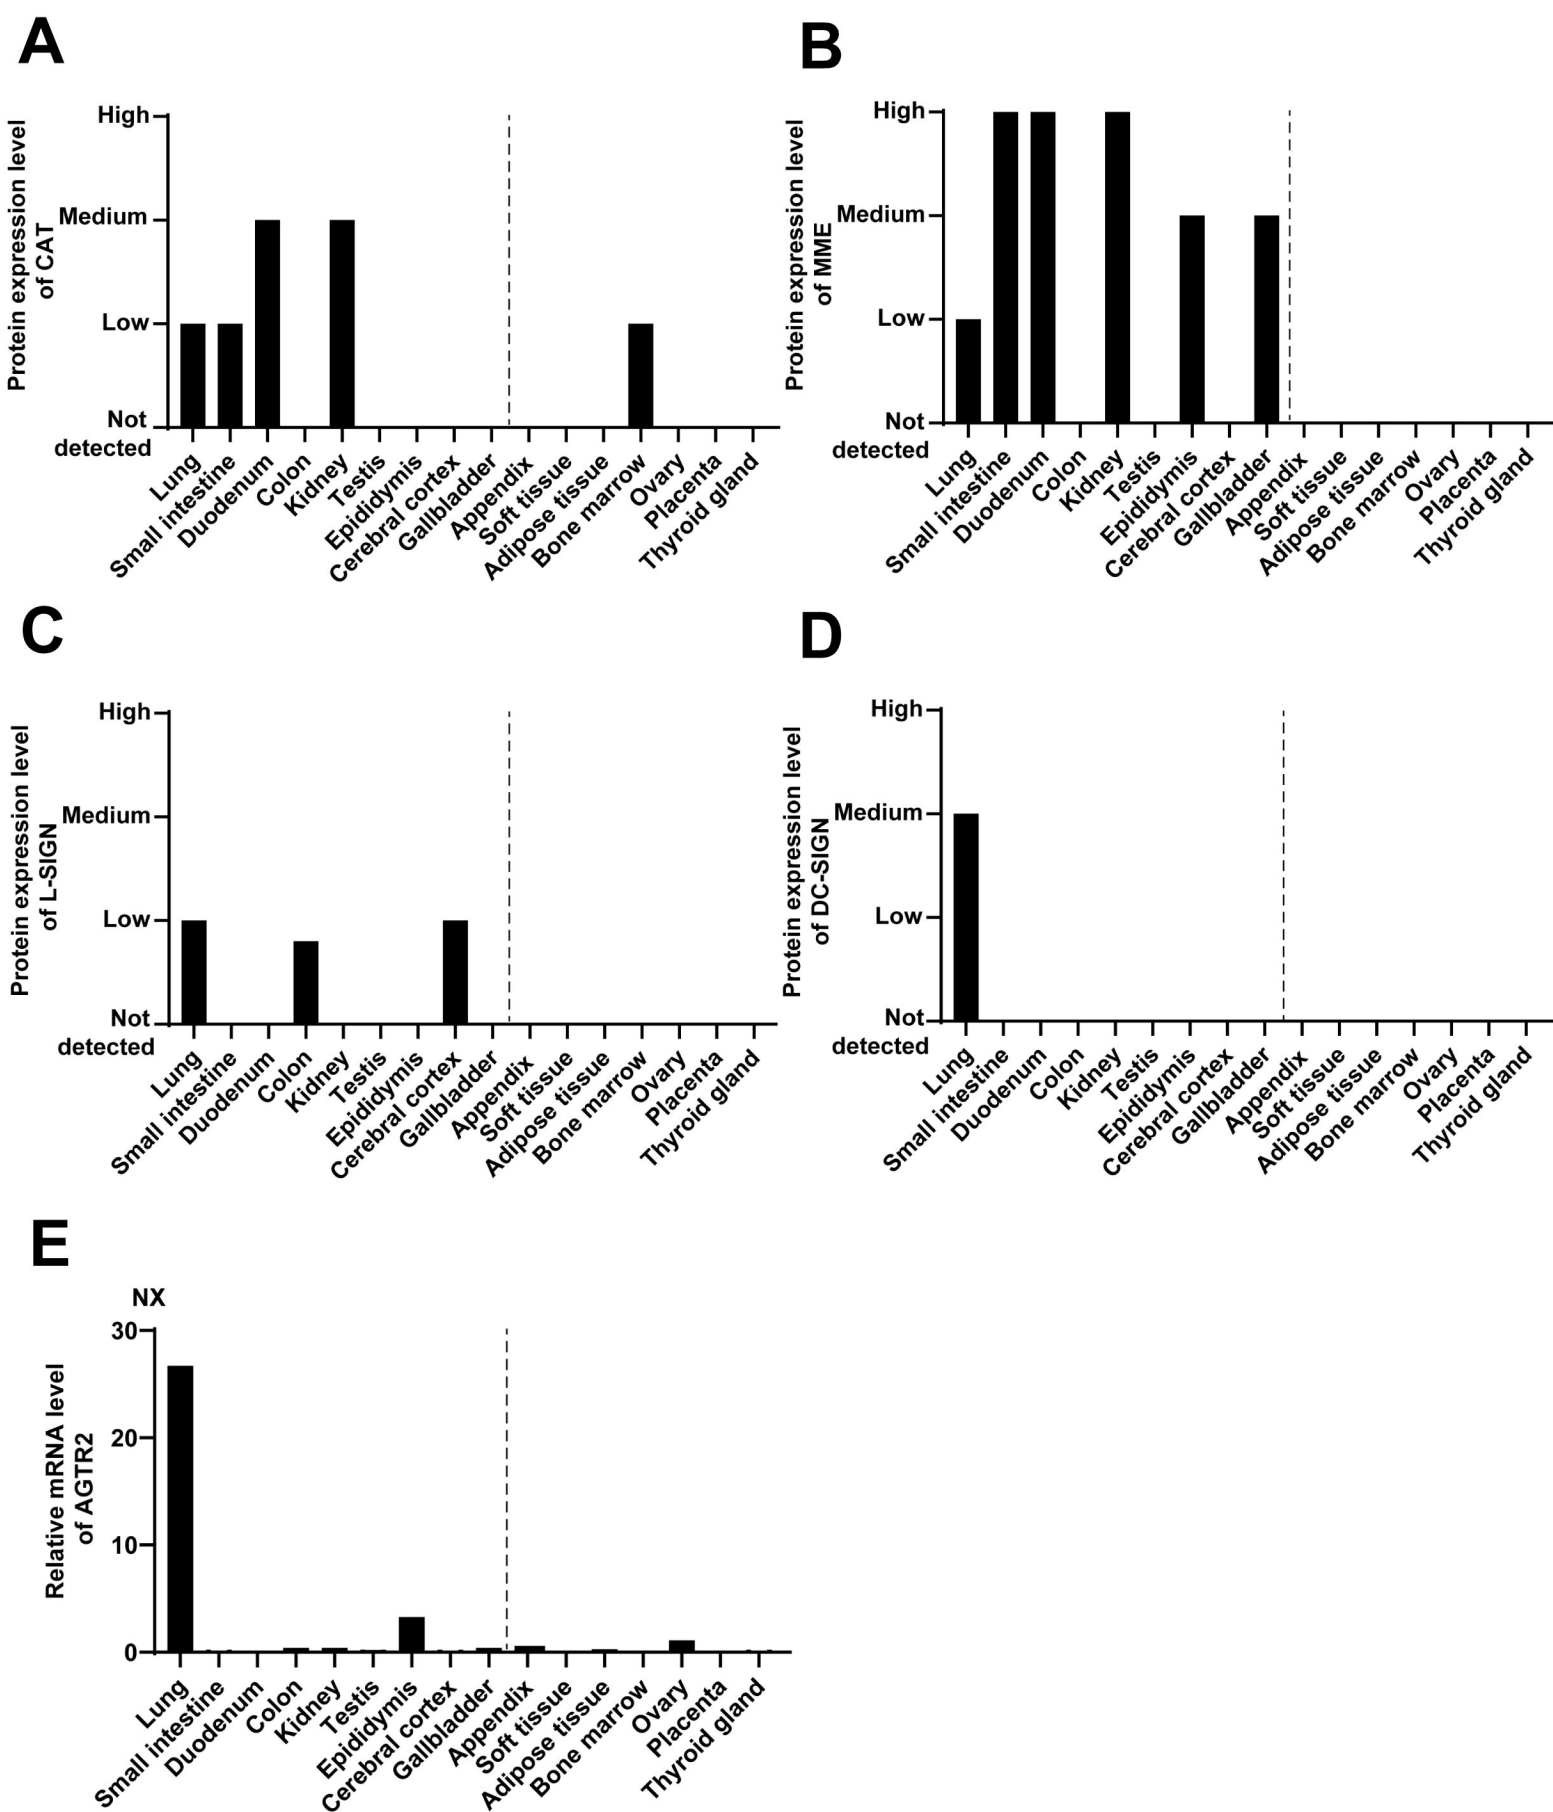 A
Protein expression level
of CAT
High
Medium
Low
Not
detected
Lung
Small intestine
Duodenum
Colon
Kidney
Testis
Epididymis
Cerebral cortex
Gallbladder
Appendix
Soft tissue
Adipose tissue
Bone marrow
Ovary
Placenta
Thyroid gland
B
Protein expression level
of MME
High
Medium
Low
Not
detected
Lung
Small intestine
Duodenum
Colon
Kidney
Testis
Epididymis
Cerebral cortex
Gallbladder
Appendix
Soft tissue
Adipose tissue
Bone marrow
Ovary
Placenta
Thyroid gland
C
Protein expression level
of L-SIGN
High
Medium
Low
Not
detected
Lung
Small intestine
Duodenum
Colon
Kidney
Testis
Epididymis
Cerebral cortex
Gallbladder
Appendix
Soft tissue
Adipose tissue
Bone marrow
Ovary
Placenta
Thyroid gland
D
Protein expression level
of DC-SIGN
High
Medium
Low
Not
detected
Lung
Small intestine
Duodenum
Colon
Kidney
Testis
Epididymis
Cerebral cortex
Gallbladder
Appendix
Soft tissue
Adipose tissue
Bone marrow
Ovary
Placenta
Thyroid gland
E
NX
Relative mRNA level
of AGTR2
30
20
10
0
Lung
Small intestine
Duodenum
Colon
Kidney
Testis
Epididymis
Cerebral cortex
Gallbladder
Appendix
Soft tissue
Adipose tissue
Bone marrow
Ovary
Placenta
Thyroid gland